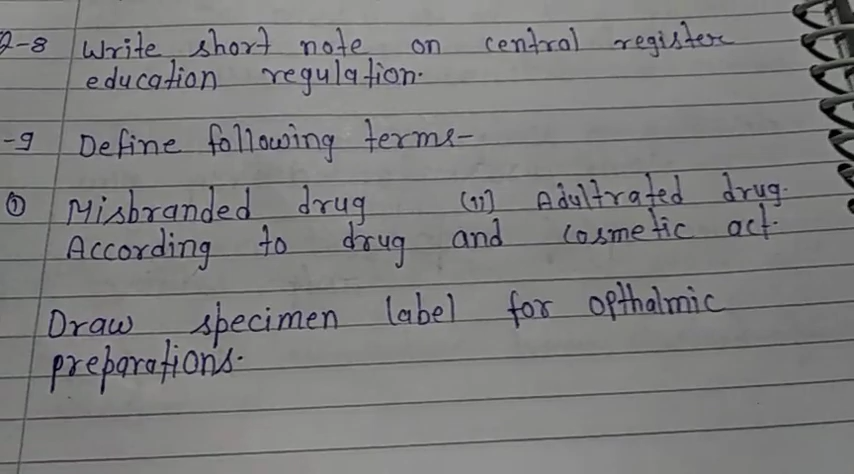 Q-8 Write short note on central register
education regulation.
-9 Define following terms-
① Misbranded drug (ii) Adultrated drug.
According to drug and cosmetic act.
Draw specimen label for opthalmic
preparations.